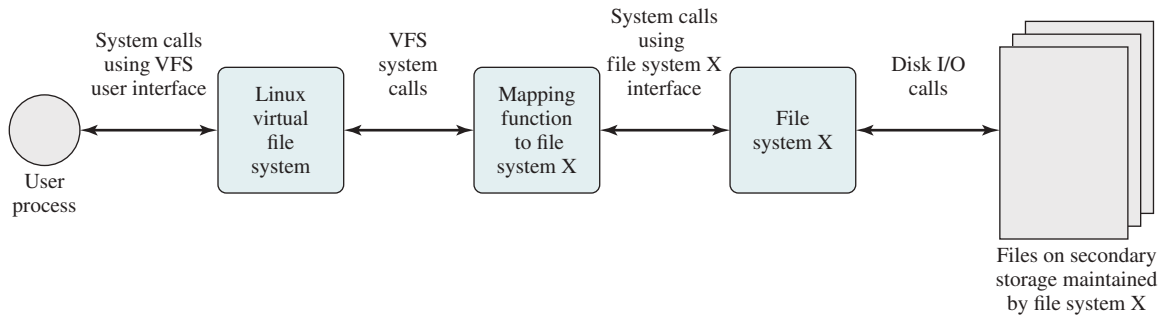 System calls
using VFS
user interface
VFS
system
calls
System calls
using
file system X
interface
Disk I/O
calls
Linux
virtual
file
system
Mapping
function
to file
system X
File
system X
User
process
Files on secondary
storage maintained
by file system X